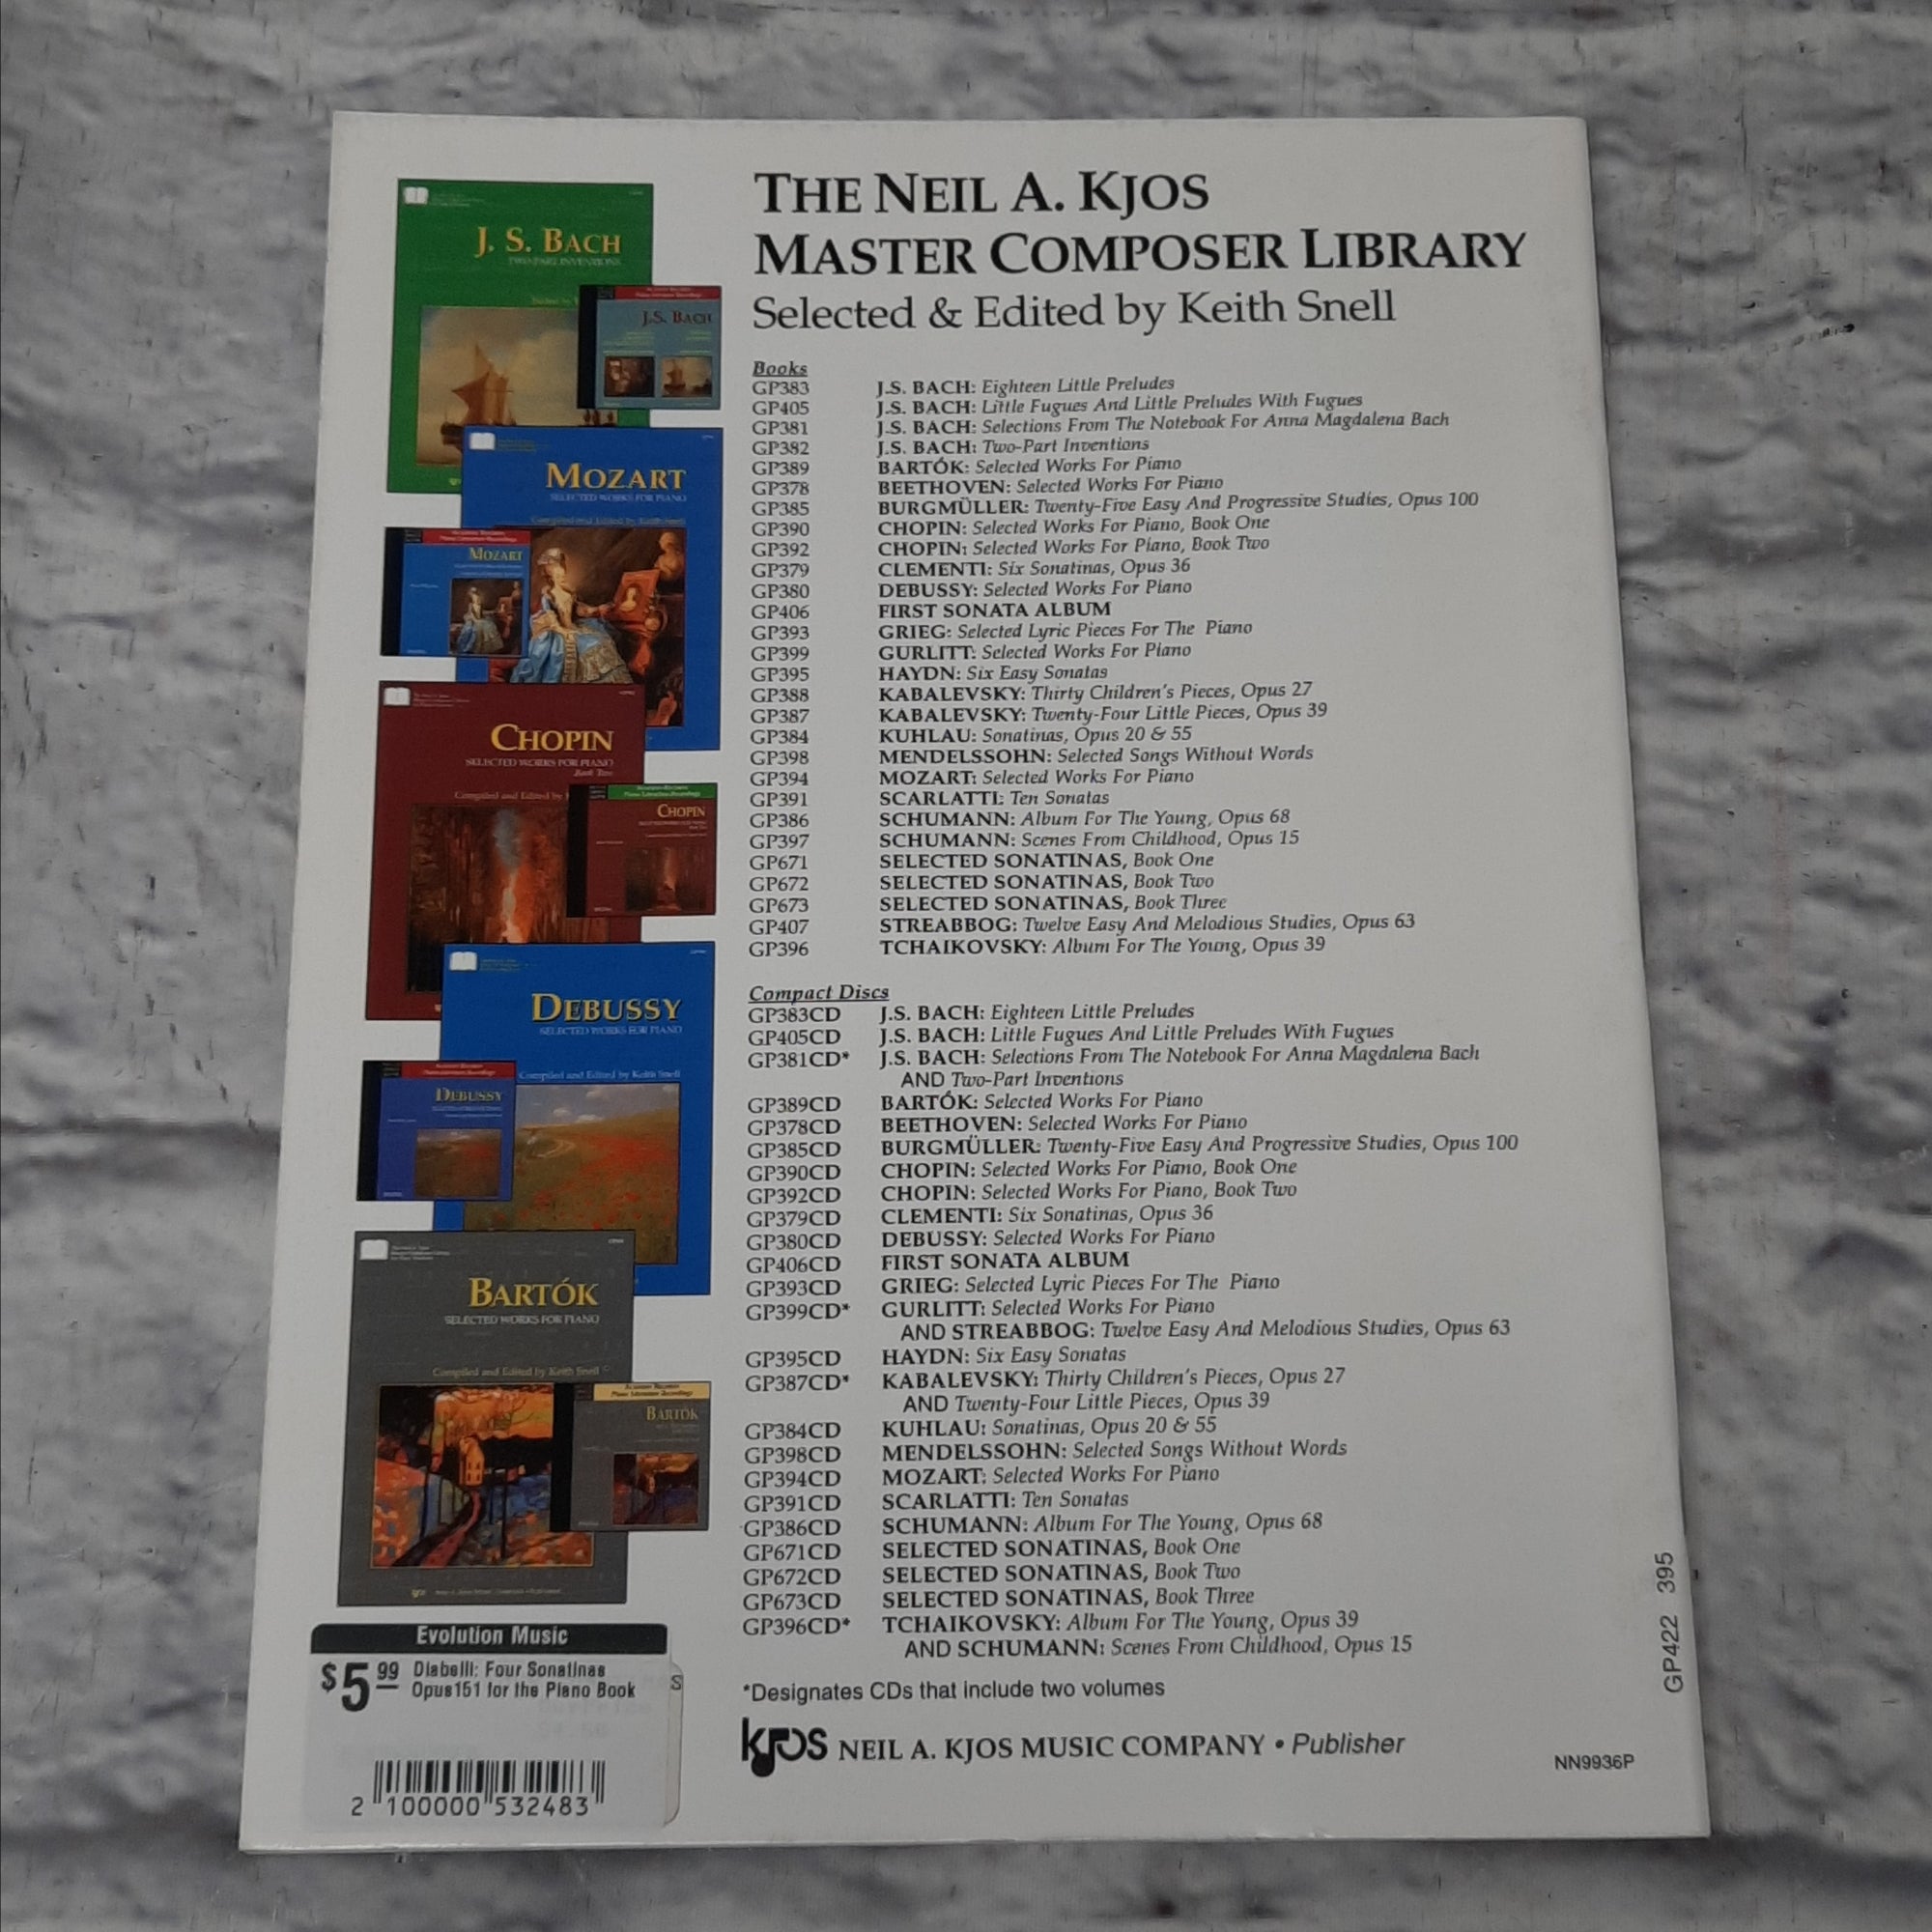 THE NEIL A. KJOS
MASTER COMPOSER LIBRARY
Selected & Edited by Keith Snell
Books
GP383 J.S. BACH: Eighteen Little Preludes
GP405 J.S. BACH: Little Fugues And Little Preludes With Fugues
GP381 J.S. BACH: Selections From The Notebook For Anna Magdalena Bach
GP382 J.S. BACH: Two-Part Inventions
GP389 BARTÓK: Selected Works For Piano
GP378 BEETHOVEN: Selected Works For Piano
GP385 BURGMÜLLER: Twenty-Five Easy And Progressive Studies, Opus 100
GP390 CHOPIN: Selected Works For Piano, Book One
GP392 CHOPIN: Selected Works For Piano, Book Two
GP379 CLEMENTI: Six Sonatinas, Opus 36
GP380 DEBUSSY: Selected Works For Piano
GP406 FIRST SONATA ALBUM
GP393 GRIEG: Selected Lyric Pieces For The Piano
GP399 GURLITT: Selected Works For Piano
GP395 HAYDN: Six Easy Sonatas
GP388 KABALEVSKY: Thirty Children's Pieces, Opus 27
GP387 KABALEVSKY: Twenty-Four Little Pieces, Opus 39
GP384 KUHLAU: Sonatinas, Opus 20 & 55
GP398 MENDELSSOHN: Selected Songs Without Words
GP394 MOZART: Selected Works For Piano
GP391 SCARLATTI: Ten Sonatas
GP386 SCHUMANN: Album For The Young, Opus 68
GP397 SCHUMANN: Scenes From Childhood, Opus 15
GP671 SELECTED SONATINAS, Book One
GP672 SELECTED SONATINAS, Book Two
GP673 SELECTED SONATINAS, Book Three
GP407 STREABBOG: Twelve Easy And Melodious Studies, Opus 63
GP396 TCHAIKOVSKY: Album For The Young, Opus 39
Compact Discs
GP383CD J.S. BACH: Eighteen Little Preludes
GP405CD J.S. BACH: Little Fugues And Little Preludes With Fugues
GP381CD* J.S. BACH: Selections From The Notebook For Anna Magdalena Bach
AND Two-Part Inventions
GP389CD BARTÓK: Selected Works For Piano
GP378CD BEETHOVEN: Selected Works For Piano
GP385CD BURGMÜLLER: Twenty-Five Easy And Progressive Studies, Opus 100
GP390CD CHOPIN: Selected Works For Piano, Book One
GP392CD CHOPIN: Selected Works For Piano, Book Two
GP379CD CLEMENTI: Six Sonatinas, Opus 36
GP380CD DEBUSSY: Selected Works For Piano
GP406CD FIRST SONATA ALBUM
GP393CD GRIEG: Selected Lyric Pieces For The Piano
GP399CD* GURLITT: Selected Works For Piano
AND STREABBOG: Twelve Easy And Melodious Studies, Opus 63
GP395CD HAYDN: Six Easy Sonatas
GP387CD* KABALEVSKY: Thirty Children's Pieces, Opus 27
AND Twenty-Four Little Pieces, Opus 39
GP384CD KUHLAU: Sonatinas, Opus 20 & 55
GP398CD MENDELSSOHN: Selected Songs Without Words
GP394CD MOZART: Selected Works For Piano
GP391CD SCARLATTI: Ten Sonatas
GP386CD SCHUMANN: Album For The Young, Opus 68
GP671CD SELECTED SONATINAS, Book One
GP672CD SELECTED SONATINAS, Book Two
GP673CD SELECTED SONATINAS, Book Three
GP396CD* TCHAIKOVSKY: Album For The Young, Opus 39
AND SCHUMANN: Scenes From Childhood, Opus 15
*Designates CDs that include two volumes
KJOS NEIL A. KJOS MUSIC COMPANY • Publisher
NN9936P
GP422 395
J. S. BACH
TWO-PART INVENTIONS
J.S. BACH
MOZART
SELECTED WORKS FOR PIANO
Compiled and Edited by Keith Snell
MOZART
CHOPIN
SELECTED WORKS FOR PIANO
Book Two
Compiled and Edited by
CHOPIN
DEBUSSY
SELECTED WORKS FOR PIANO
Compiled and Edited by Keith Snell
DEBUSSY
BARTÓK
SELECTED WORKS FOR PIANO
Compiled and Edited by Keith Snell
BARTÓK
Evolution Music
$5 99 Diabelli: Four Sonatinas
Opus151 for the Piano Book
S
2 100000 532483